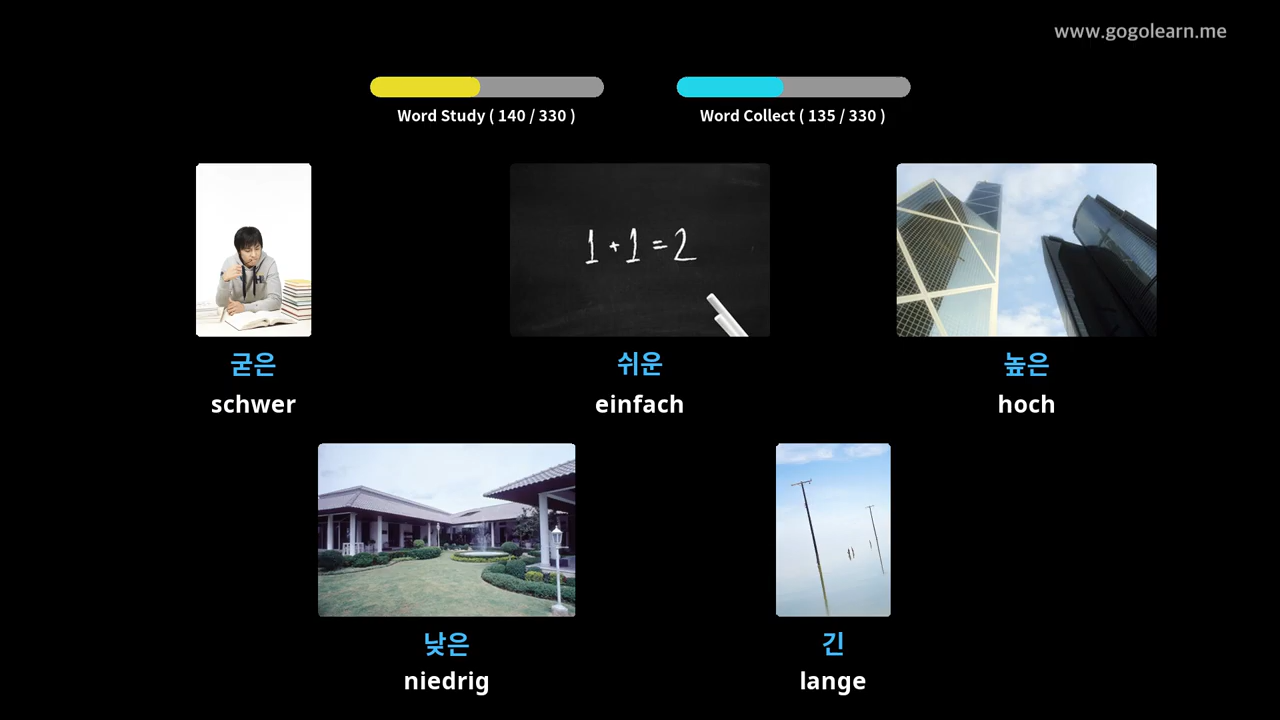 www.gogolearn.me
Word Study ( 140 / 330 )
Word Collect ( 135 / 330 )
1 + 1 = 2
굳은
schwer
쉬운
einfach
높은
hoch
낮은
niedrig
긴
lange